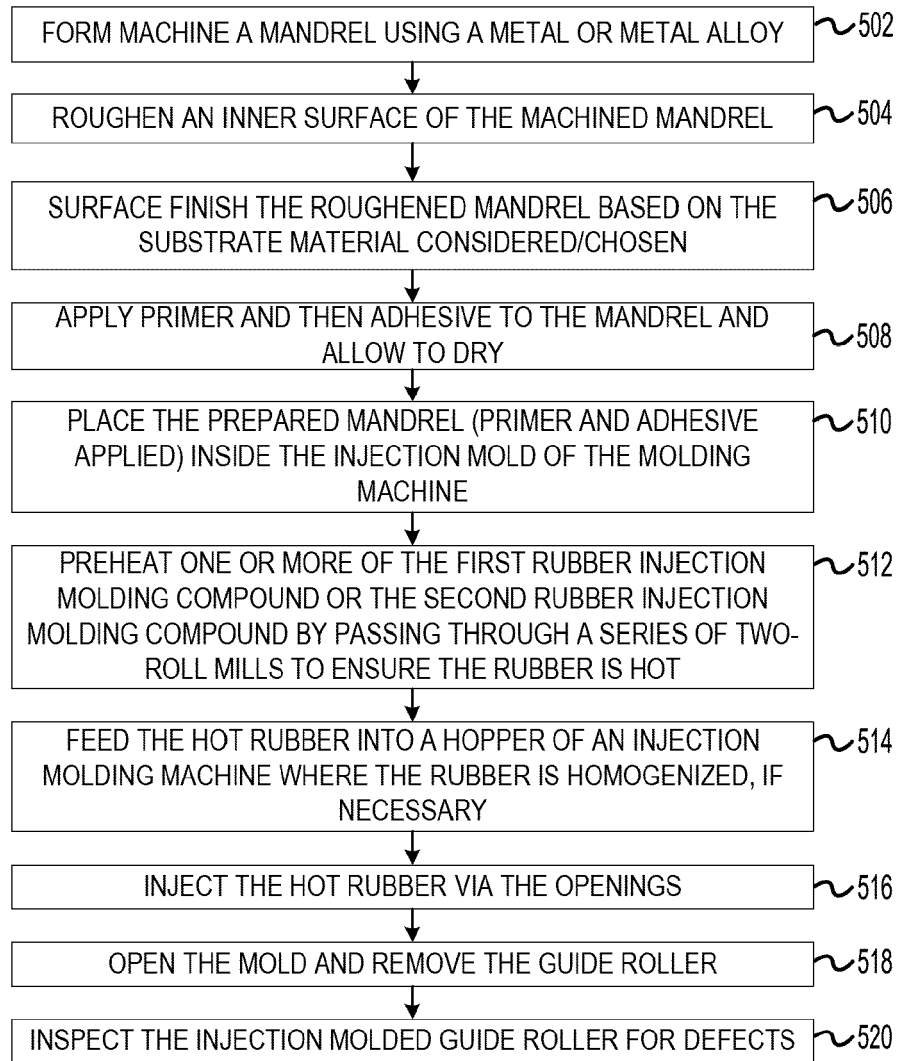 FORM MACHINE A MANDREL USING A METAL OR METAL ALLOY
502
ROUGHEN AN INNER SURFACE OF THE MACHINED MANDREL
504
SURFACE FINISH THE ROUGHENED MANDREL BASED ON THE
SUBSTRATE MATERIAL CONSIDERED/CHOSEN
506
APPLY PRIMER AND THEN ADHESIVE TO THE MANDREL AND
ALLOW TO DRY
508
PLACE THE PREPARED MANDREL (PRIMER AND ADHESIVE
APPLIED) INSIDE THE INJECTION MOLD OF THE MOLDING
MACHINE
510
PREHEAT ONE OR MORE OF THE FIRST RUBBER INJECTION
MOLDING COMPOUND OR THE SECOND RUBBER INJECTION
MOLDING COMPOUND BY PASSING THROUGH A SERIES OF TWO-
ROLL MILLS TO ENSURE THE RUBBER IS HOT
512
FEED THE HOT RUBBER INTO A HOPPER OF AN INJECTION
MOLDING MACHINE WHERE THE RUBBER IS HOMOGENIZED, IF
NECESSARY
514
INJECT THE HOT RUBBER VIA THE OPENINGS
516
OPEN THE MOLD AND REMOVE THE GUIDE ROLLER
518
INSPECT THE INJECTION MOLDED GUIDE ROLLER FOR DEFECTS
520